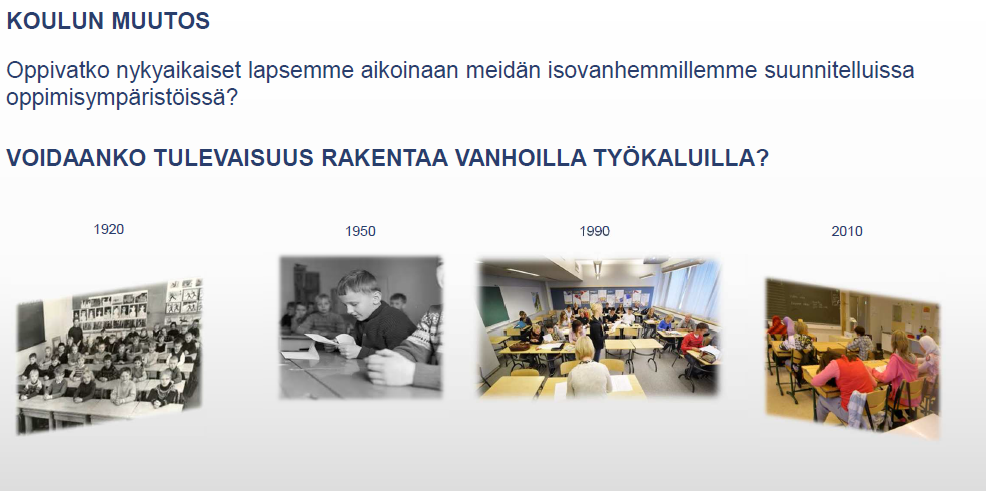 KOULUN MUUTOS
Oppivatko nykyaikaiset lapsemme aikoinaan meidän isovanhemmillemme suunnitelluissa
oppimisympäristöissä?
VOIDAANKO TULEVAISUUS RAKENTAA VANHOILLA TYÖKALUILLA?
1920
1950
1990
2010